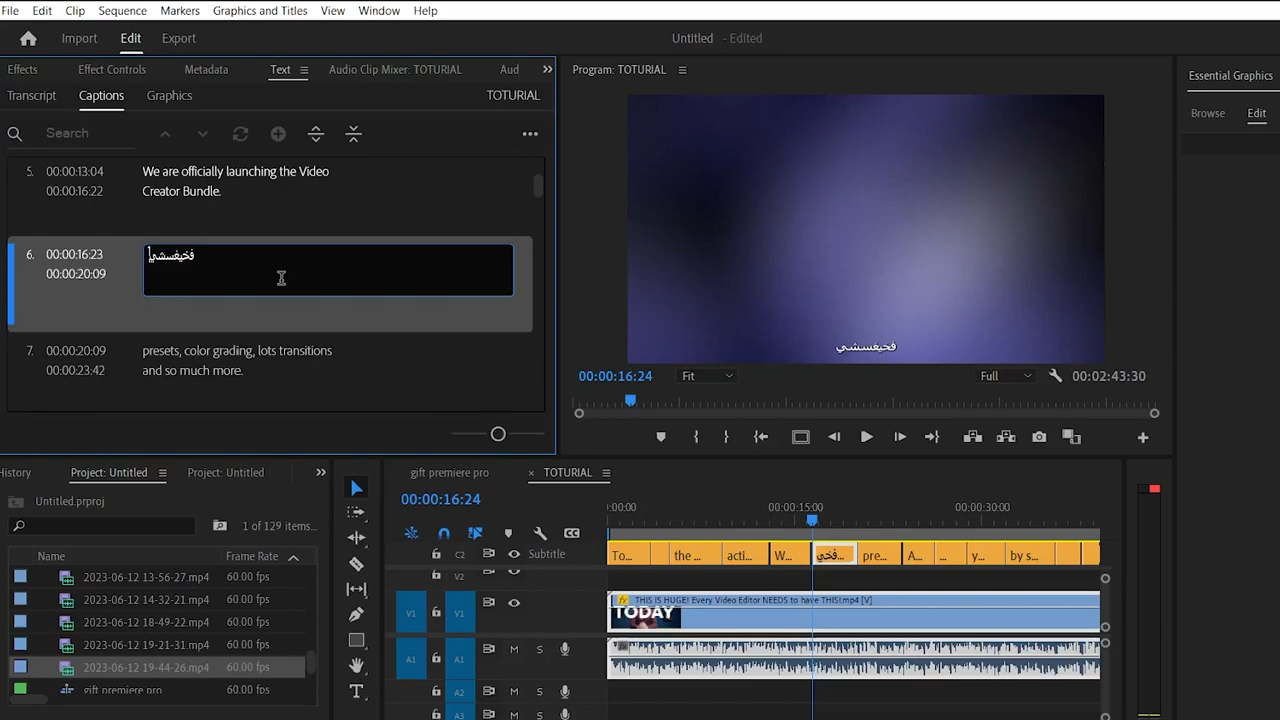 File Edit Clip Sequence Markers Graphics and Titles View Window Help
Import Edit Export
Untitled - Edited
Effects Effect Controls Metadata Text Audio Clip Mixer: TOTURIAL Aud
Transcript Captions Graphics TOTURIAL
Search
5. 00:00:13:04 We are officially launching the Video
00:00:16:22 Creator Bundle.
6. 00:00:16:23 فخيغسشي
00:00:20:09
7. 00:00:20:09 presets, color grading, lots transitions
00:00:23:42 and so much more.
Program: TOTURIAL
فخيغسشي
00:00:16:24 Fit Full 00:02:43:30
Essential Graphics
Browse Edit
History Project: Untitled Project: Untitled
Untitled.prproj
1 of 129 items...
Name Frame Rate
2023-06-12 13-56-27.mp4 60.00 fps
2023-06-12 14-32-21.mp4 60.00 fps
2023-06-12 18-49-22.mp4 60.00 fps
2023-06-12 19-21-31.mp4 60.00 fps
2023-06-12 19-44-26.mp4 60.00 fps
gift premiere pro 60.00 fps
gift premiere pro × TOTURIAL
00:00:16:24
:00:00 00:00:15:00 00:00:30:00
C2 Subtitle To... the ... acti... W... فخي... pre... A... ... y... by s...
V2
V1 V1 fx THIS IS HUGE! Every Video Editor NEEDS to have THIS!.mp4 [V]
TODAY
A1 A1 M S
A2 M S
A3 M S